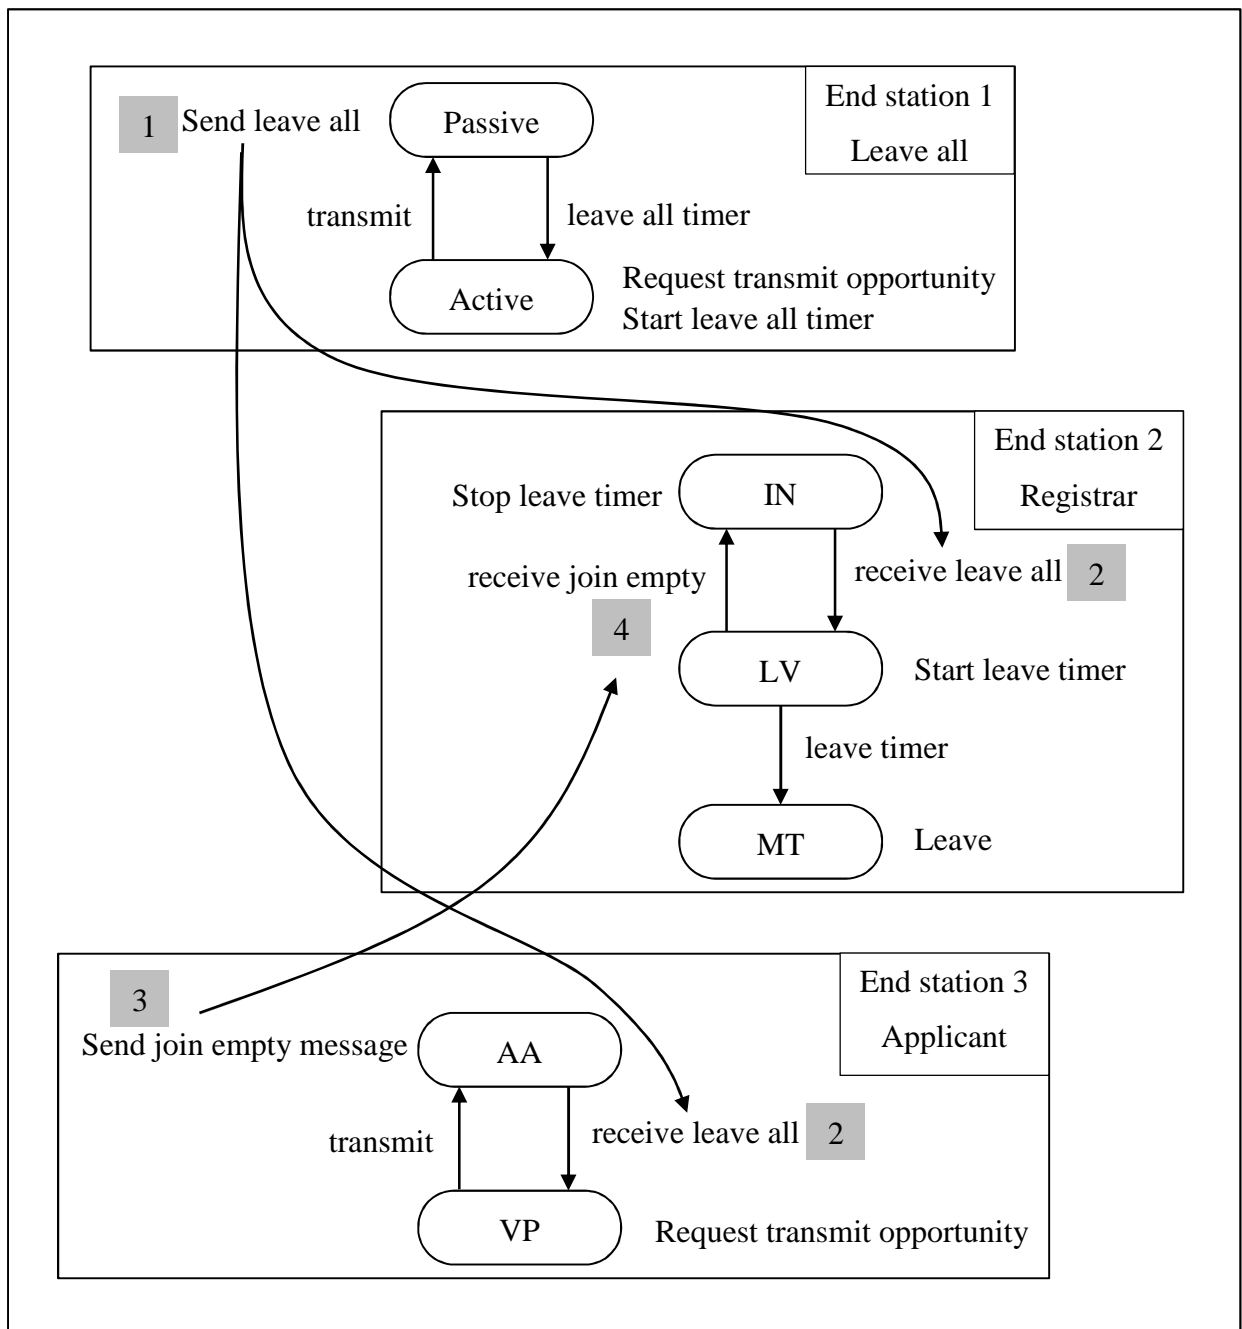 End station 1
Leave all
1
Send leave all
Passive
transmit
leave all timer
Active
Request transmit opportunity
Start leave all timer
End station 2
Registrar
Stop leave timer
IN
receive join empty
4
receive leave all
2
LV
Start leave timer
leave timer
MT
Leave
End station 3
Applicant
3
Send join empty message
AA
transmit
receive leave all
2
VP
Request transmit opportunity